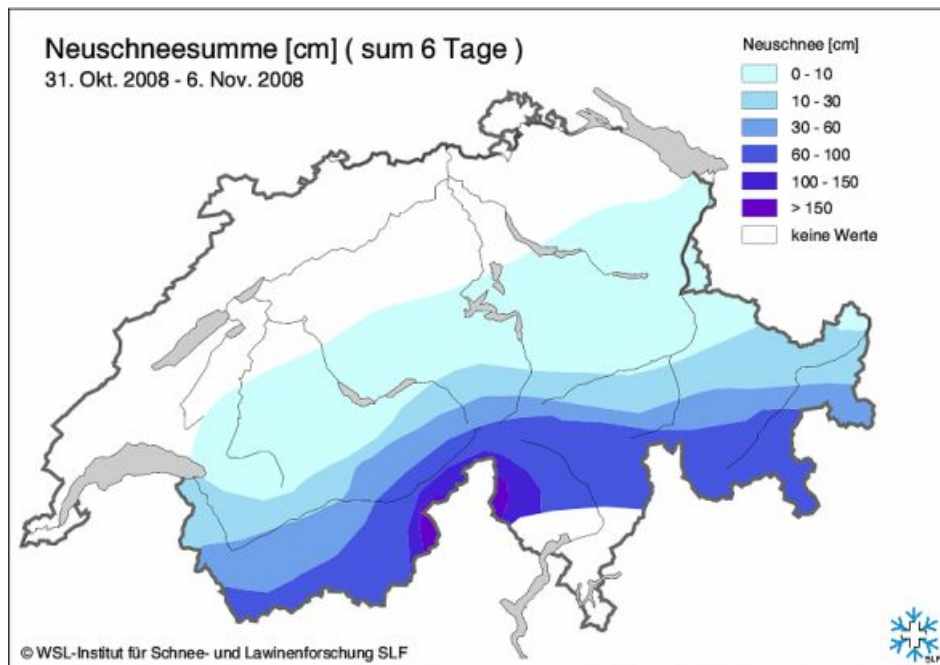 Neuschneesumme [cm] ( sum 6 Tage )
31. Okt. 2008 - 6. Nov. 2008
Neuschnee [cm]
0 - 10
10 - 30
30 - 60
60 - 100
100 - 150
> 150
keine Werte
© WSL-Institut für Schnee- und Lawinenforschung SLF
SLF